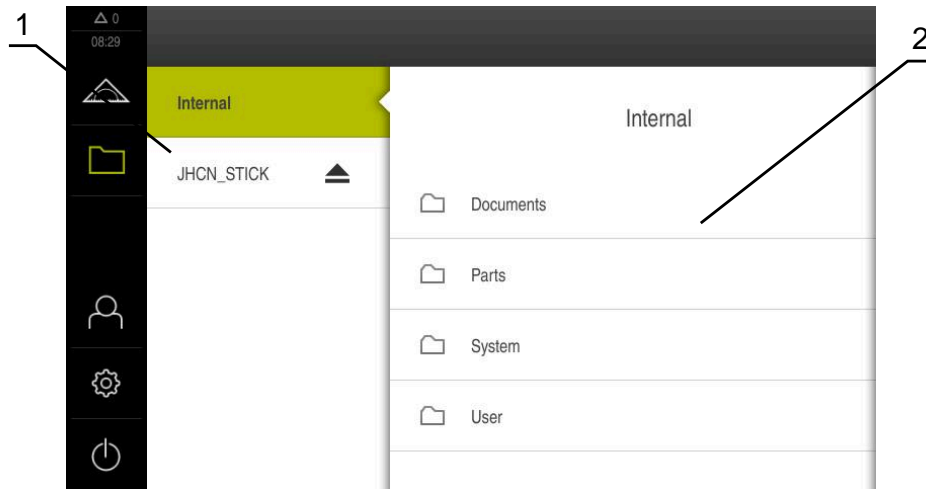 1
0
08:29
2
Internal
Internal
JHCN_STICK
Documents
Parts
System
User